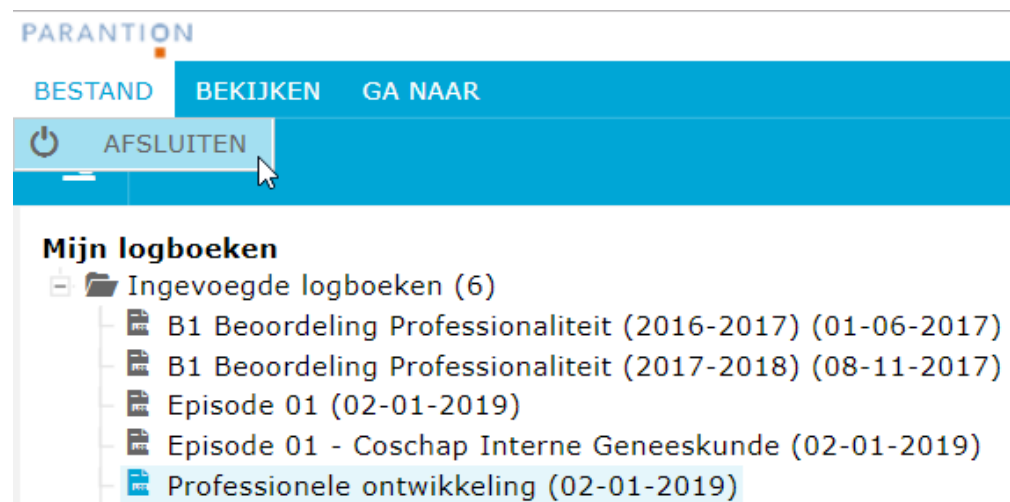 PARANTION
BESTAND BEKIJKEN GA NAAR
AFSLUITEN
Mijn logboeken
Ingevoegde logboeken (6)
B1 Beoordeling Professionaliteit (2016-2017) (01-06-2017)
B1 Beoordeling Professionaliteit (2017-2018) (08-11-2017)
Episode 01 (02-01-2019)
Episode 01 - Coschap Interne Geneeskunde (02-01-2019)
Professionele ontwikkeling (02-01-2019)